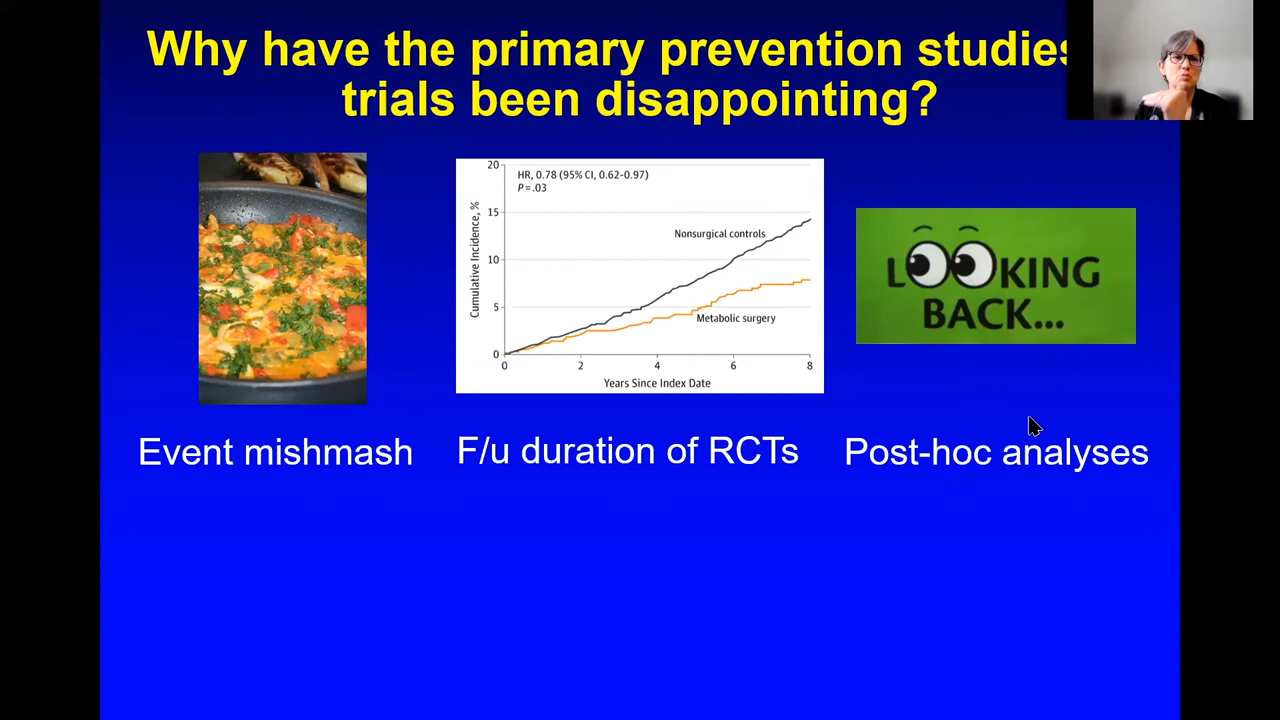 Why have the primary prevention studies
trials been disappointing?
20
HR, 0.78 (95% CI, 0.62-0.97)
P = .03
15
Nonsurgical controls
Cumulative Incidence, %
10
5
Metabolic surgery
0
0 2 4 6 8
Years Since Index Date
LOOKING
BACK...
Event mishmash
F/u duration of RCTs
Post-hoc analyses